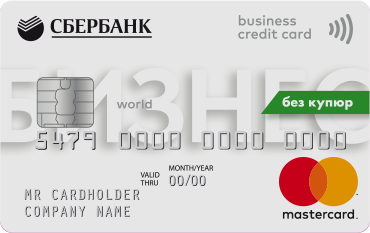 СБЕРБАНК
business
credit card
БИЗНЕС
world
без купюр
5479 0000 0000 0000
MONTH/YEAR
VALID
THRU
00/00
MR CARDHOLDER
COMPANY NAME
mastercard.